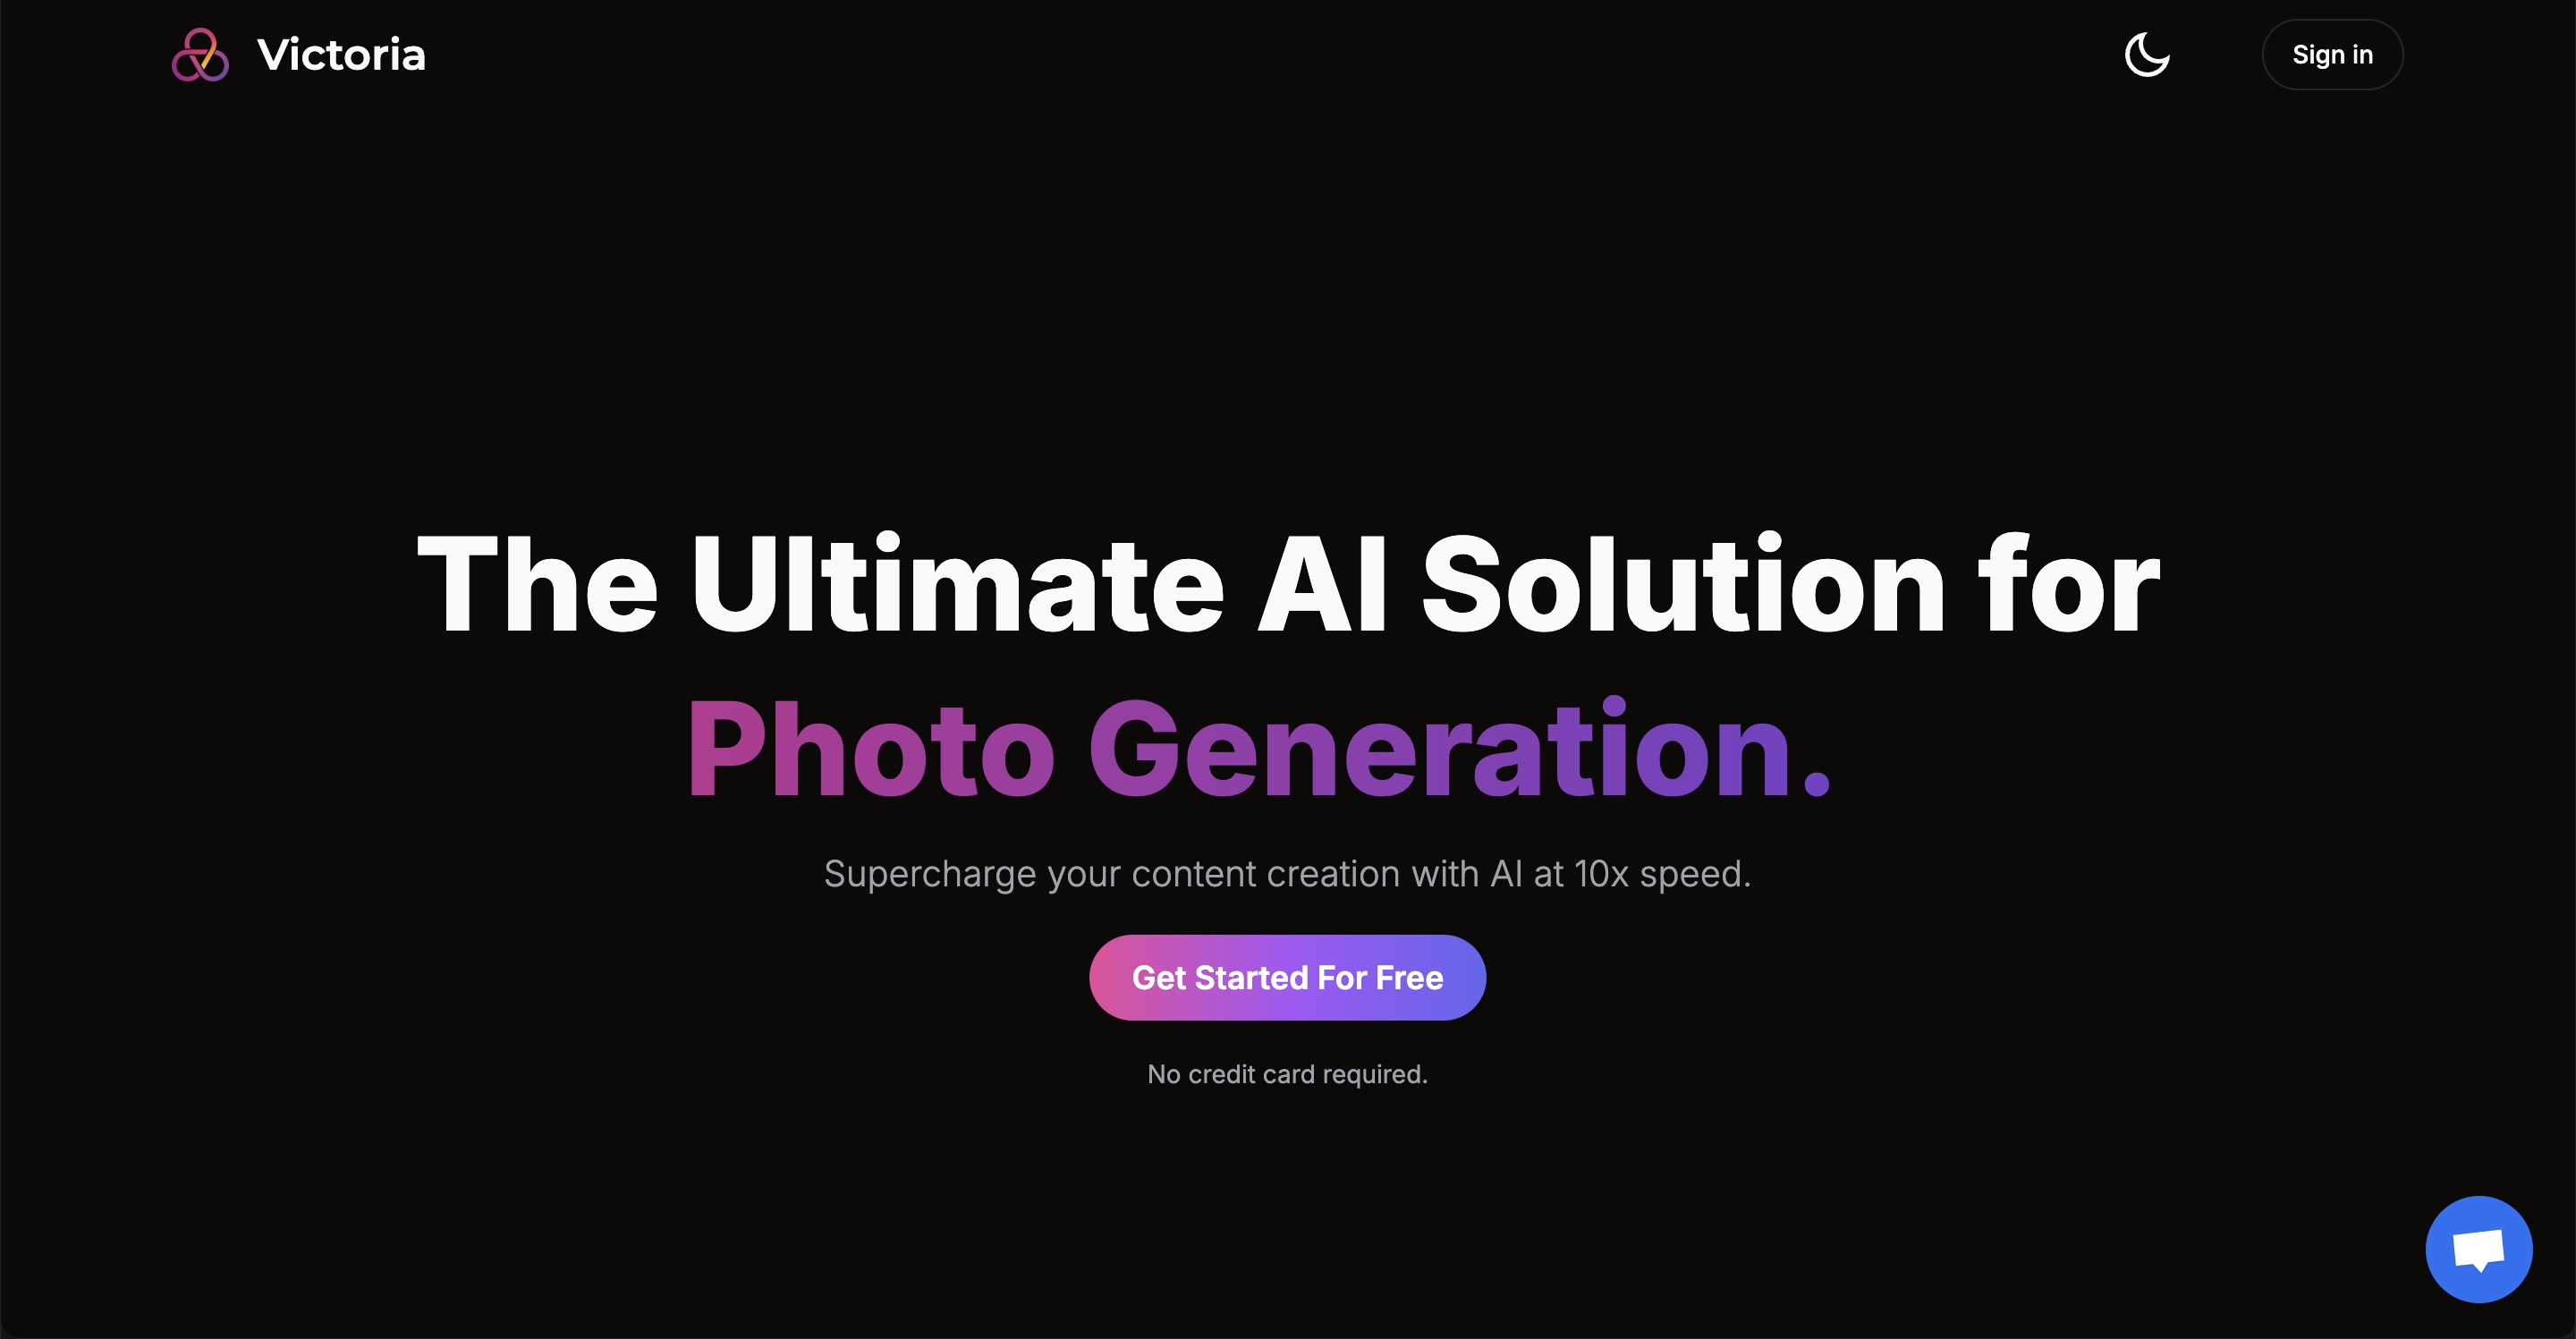 Victoria
Sign in
The Ultimate AI Solution for
Photo Generation.
Supercharge your content creation with AI at 10x speed.
Get Started For Free
No credit card required.